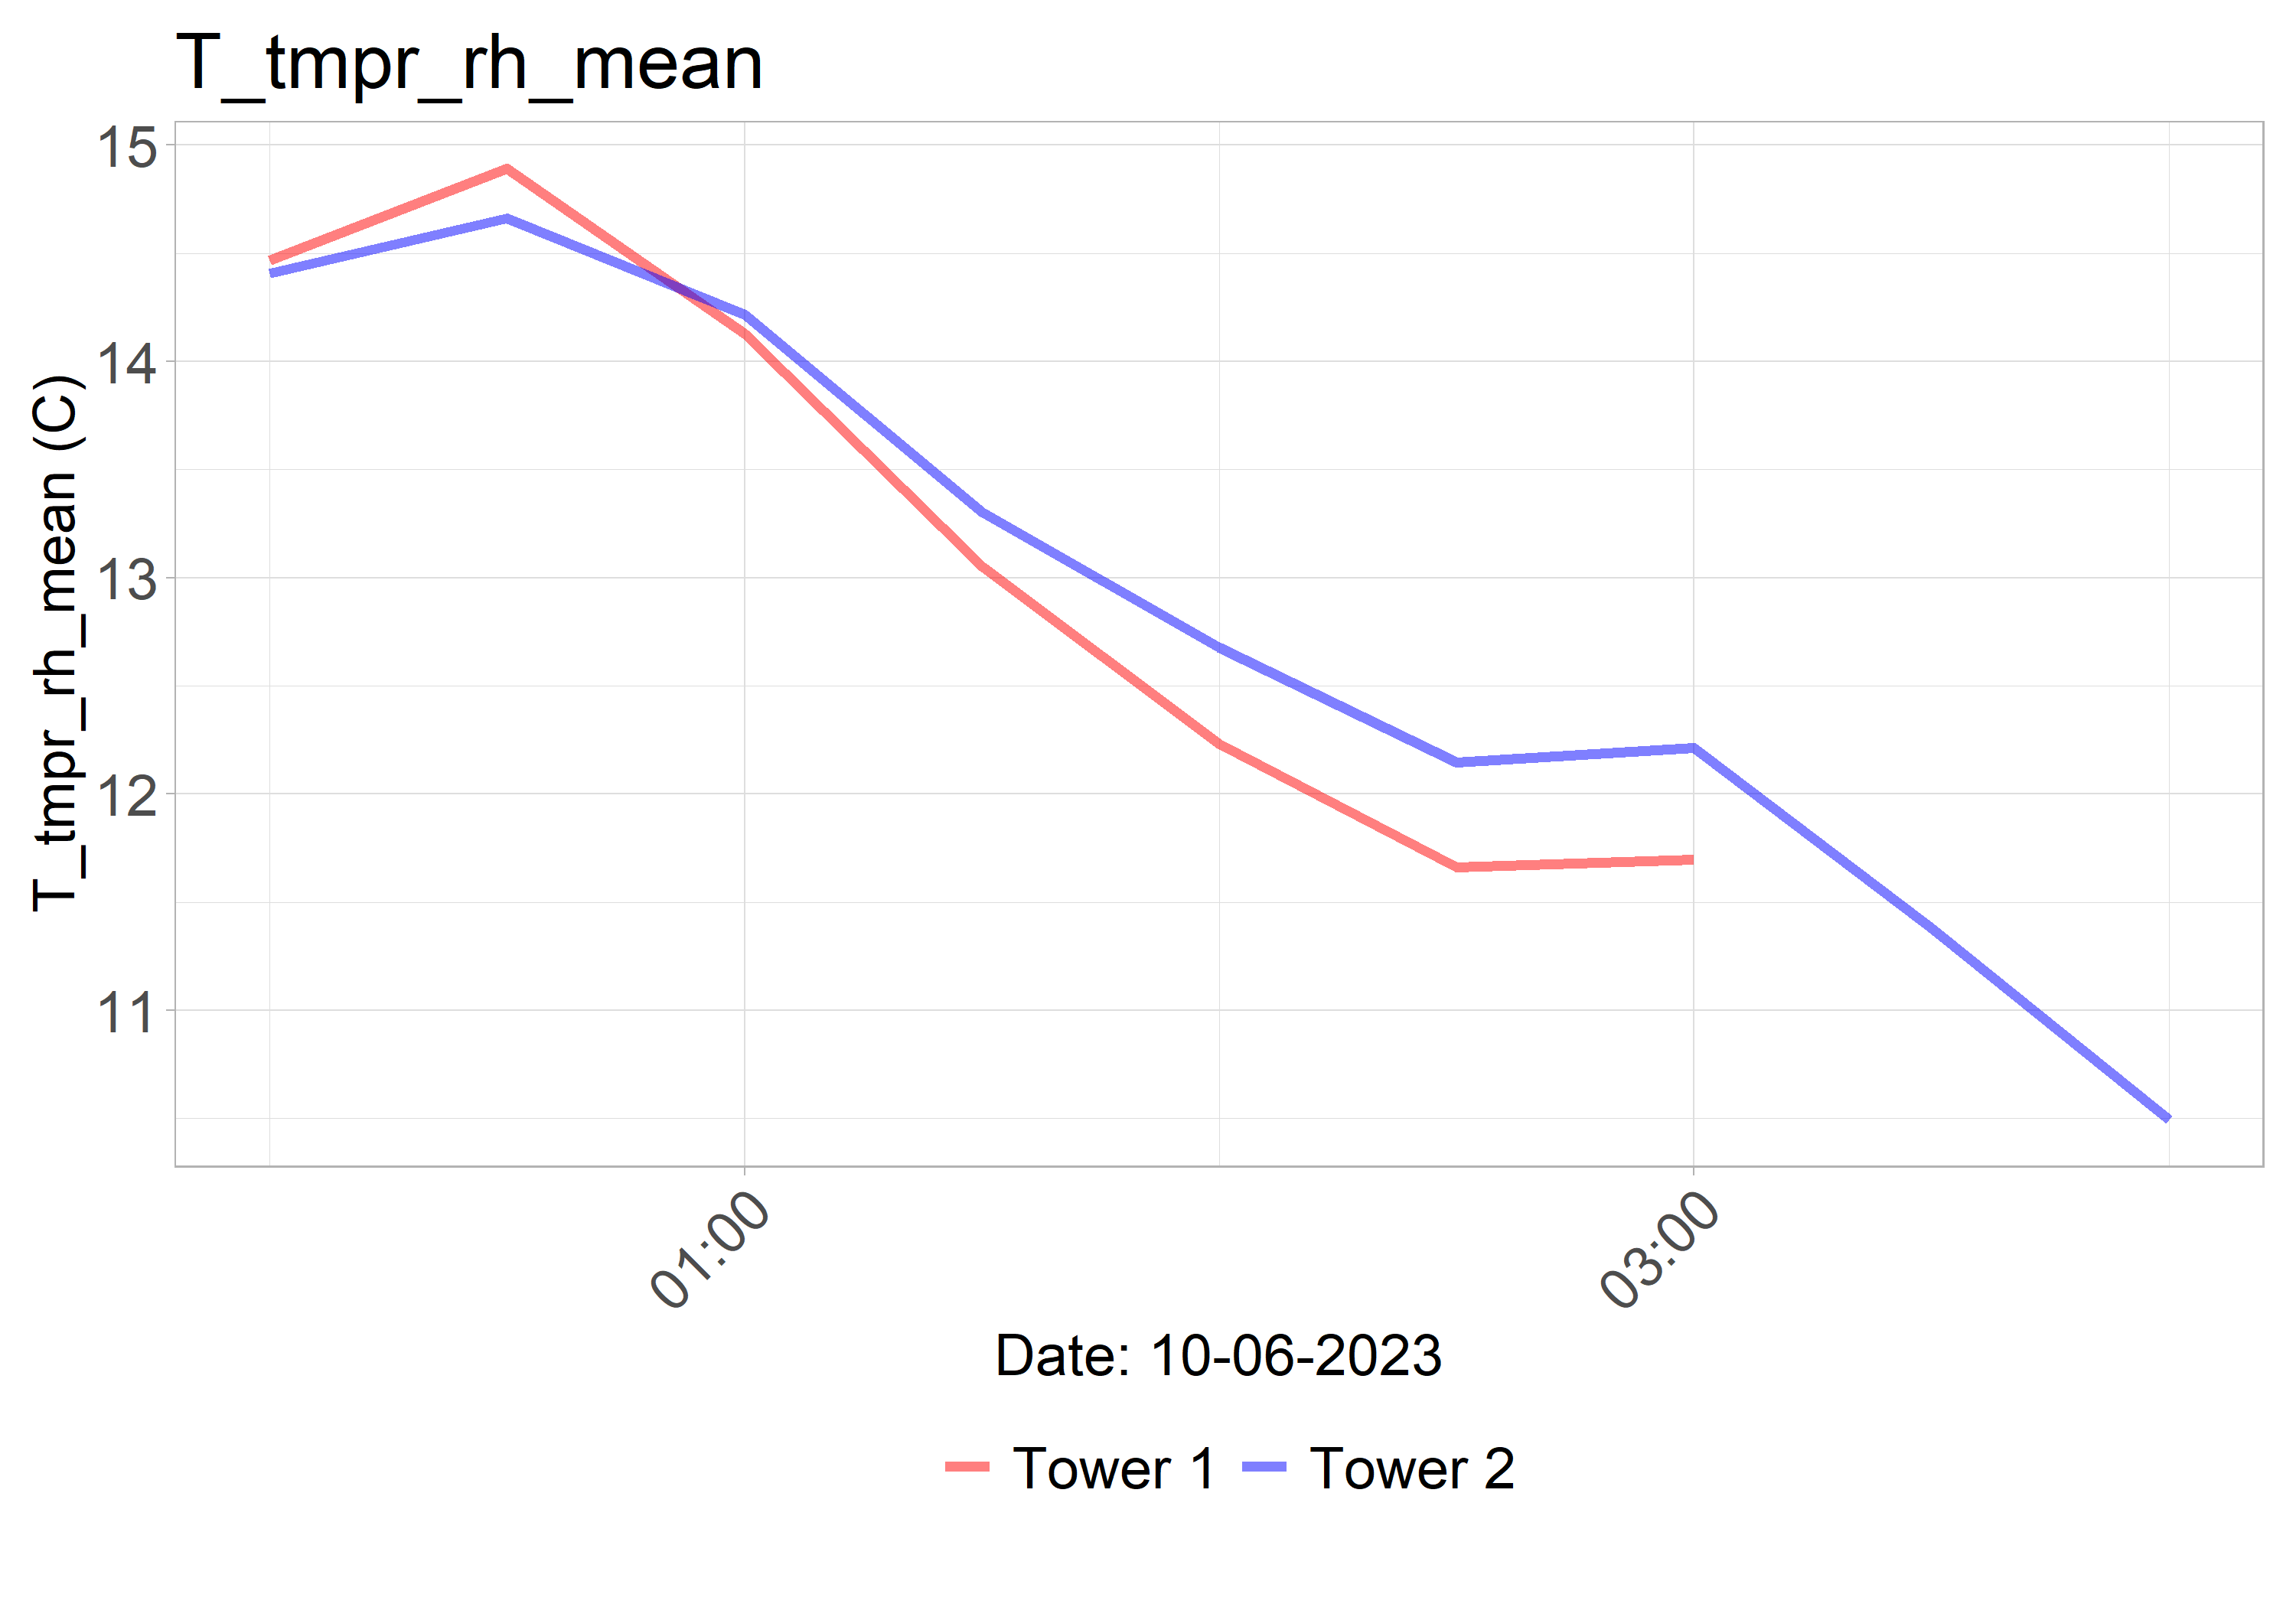 T_tmpr_rh_mean
T_tmpr_rh_mean (C)
15
14
13
12
11
01:00
03:00
Date: 10-06-2023
Tower 1
Tower 2